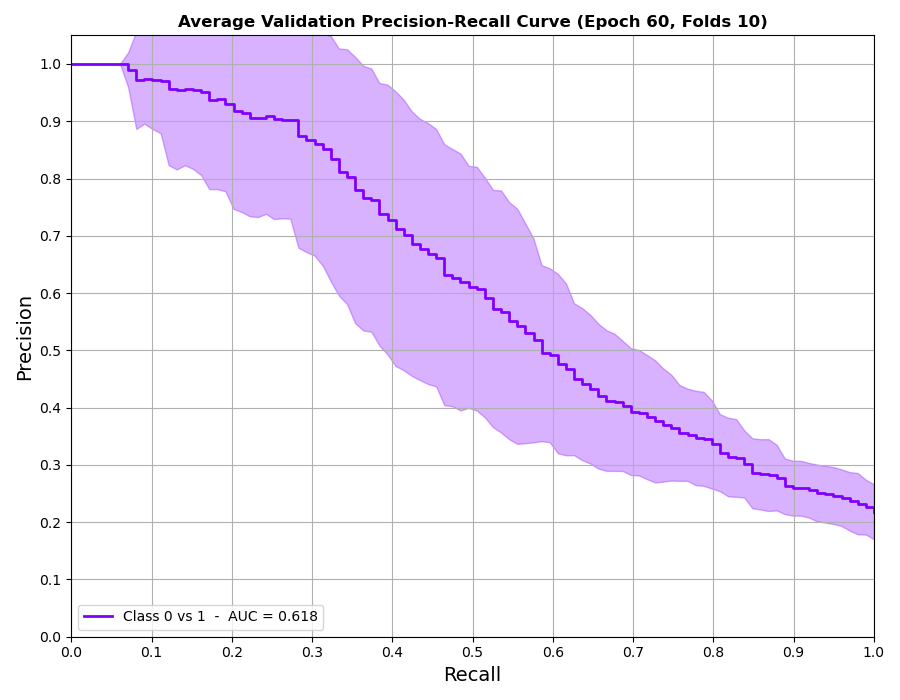 Average Validation Precision-Recall Curve (Epoch 60, Folds 10)
Precision
1.0
0.9
0.8
0.7
0.6
0.5
0.4
0.3
0.2
0.1
0.0
Class 0 vs 1 - AUC = 0.618
0.0 0.1 0.2 0.3 0.4 0.5 0.6 0.7 0.8 0.9 1.0
Recall